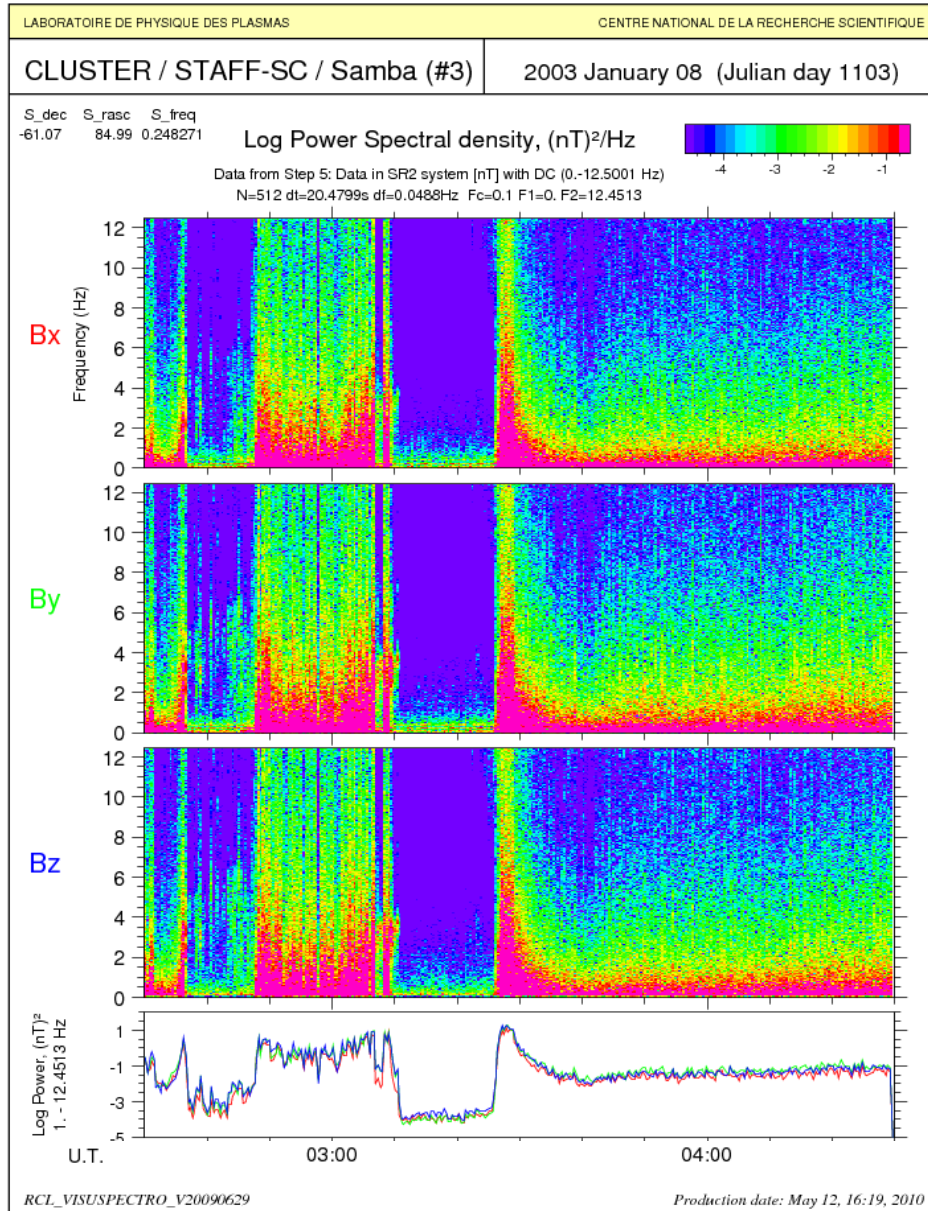 LABORATOIRE DE PHYSIQUE DES PLASMAS CENTRE NATIONAL DE LA RECHERCHE SCIENTIFIQUE
CLUSTER / STAFF-SC / Samba (#3) 2003 January 08 (Julian day 1103)
S_dec S_rasc S_freq
-61.07 84.99 0.248271
Log Power Spectral density, (nT)²/Hz
-4 -3 -2 -1
Data from Step 5: Data in SR2 system [nT] with DC (0.-12.5001 Hz)
N=512 dt=20.4799s df=0.0488Hz Fc=0.1 F1=0. F2=12.4513
Bx
Frequency (Hz)
12
10
8
6
4
2
0
By
12
10
8
6
4
2
0
Bz
12
10
8
6
4
2
0
Log Power, (nT)²
1. - 12.4513 Hz
1
-1
-3
-5
U.T. 03:00 04:00
RCL_VISUSPECTRO_V20090629 Production date: May 12, 16:19, 2010